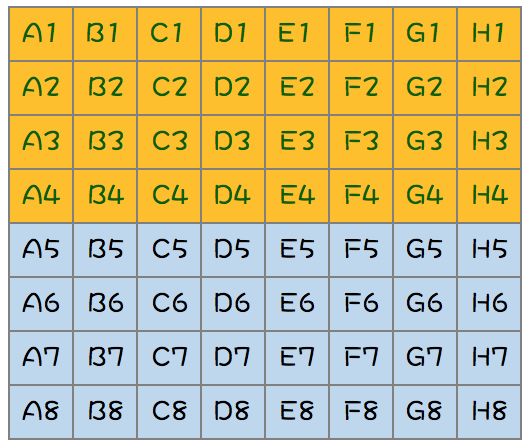 A1 B1 C1 D1 E1 F1 G1 H1
A2 B2 C2 D2 E2 F2 G2 H2
A3 B3 C3 D3 E3 F3 G3 H3
A4 B4 C4 D4 E4 F4 G4 H4
A5 B5 C5 D5 E5 F5 G5 H5
A6 B6 C6 D6 E6 F6 G6 H6
A7 B7 C7 D7 E7 F7 G7 H7
A8 B8 C8 D8 E8 F8 G8 H8